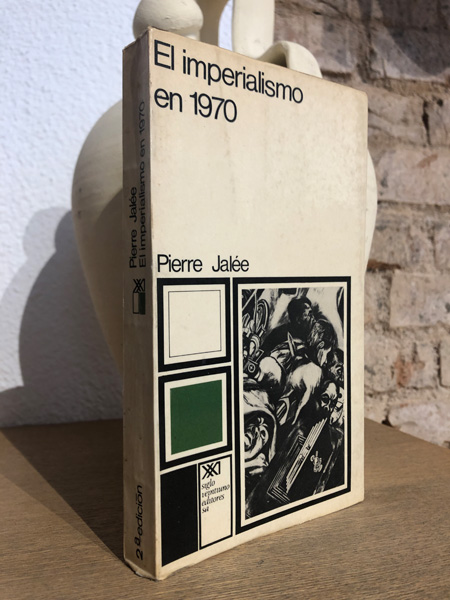 El imperialismo
en 1970
Pierre Jalée
siglo
veintiuno
editores
sa
Pierre Jalée
El imperialismo en 1970
2ª edición